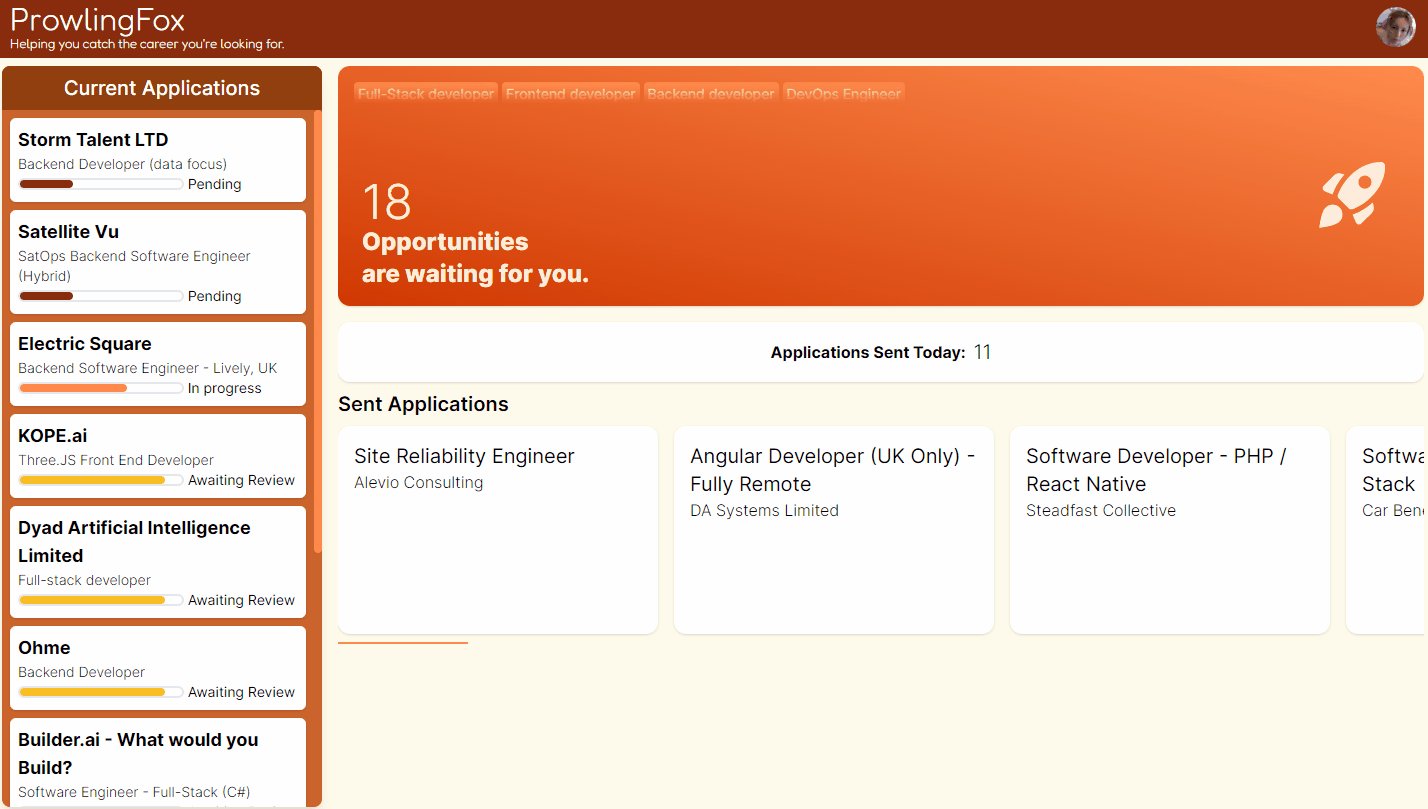 ProwlingFox
Helping you catch the career you're looking for.
Current Applications
Storm Talent LTD
Backend Developer (data focus)
Pending
Satellite Vu
SatOps Backend Software Engineer
(Hybrid)
Pending
Electric Square
Backend Software Engineer - Lively, UK
In progress
KOPE.ai
Three.JS Front End Developer
Awaiting Review
Dyad Artificial Intelligence
Limited
Full-stack developer
Awaiting Review
Ohme
Backend Developer
Awaiting Review
Builder.ai - What would you
Build?
Software Engineer - Full-Stack (C#)
Full-Stack developer Frontend developer Backend developer DevOps Engineer
18
Opportunities
are waiting for you.
Applications Sent Today: 11
Sent Applications
Site Reliability Engineer
Alevio Consulting
Angular Developer (UK Only) -
Fully Remote
DA Systems Limited
Software Developer - PHP /
React Native
Steadfast Collective
Stack
Car